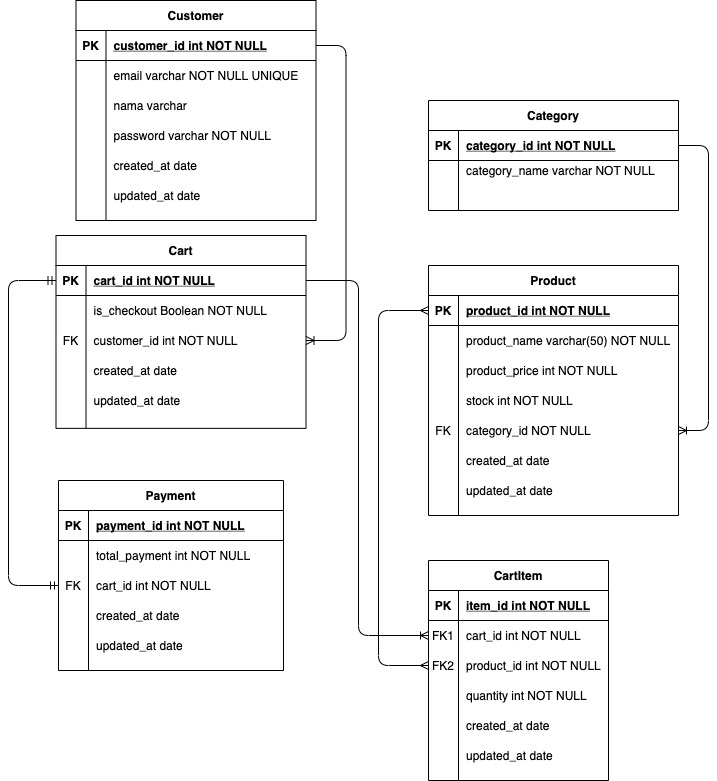 Customer
PK customer_id int NOT NULL
email varchar NOT NULL UNIQUE
nama varchar
password varchar NOT NULL
created_at date
updated_at date
Category
PK category_id int NOT NULL
category_name varchar NOT NULL
Cart
PK cart_id int NOT NULL
is_checkout Boolean NOT NULL
FK customer_id int NOT NULL
created_at date
updated_at date
Product
PK product_id int NOT NULL
product_name varchar(50) NOT NULL
product_price int NOT NULL
stock int NOT NULL
FK category_id NOT NULL
created_at date
updated_at date
Payment
PK payment_id int NOT NULL
total_payment int NOT NULL
FK cart_id int NOT NULL
created_at date
updated_at date
CartItem
PK item_id int NOT NULL
FK1 cart_id int NOT NULL
FK2 product_id int NOT NULL
quantity int NOT NULL
created_at date
updated_at date